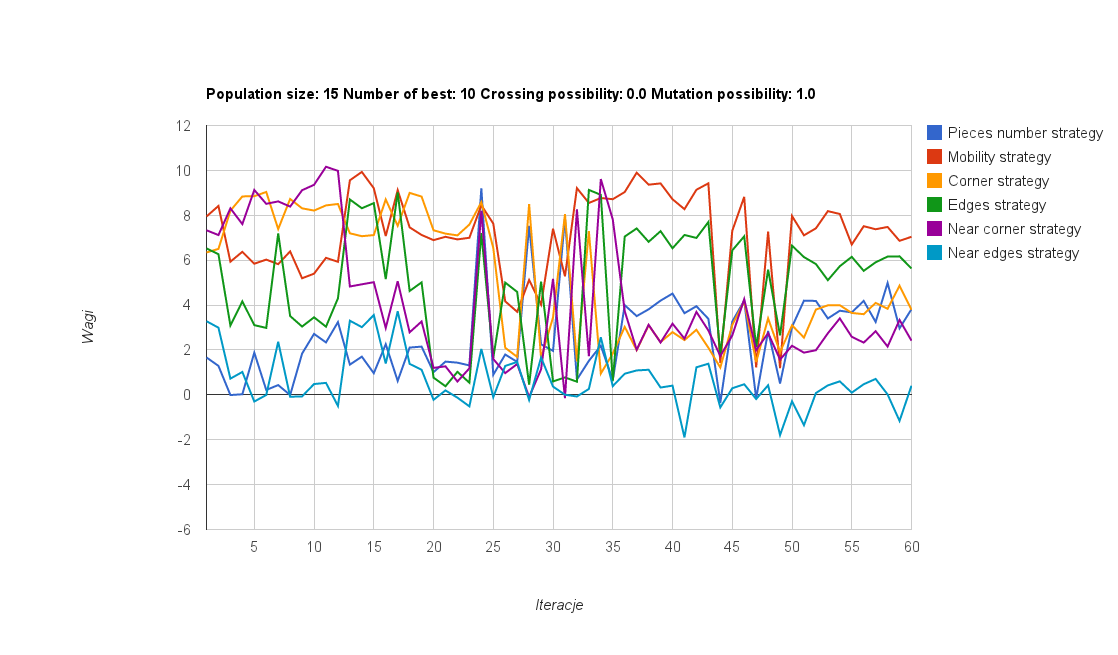 Population size: 15 Number of best: 10 Crossing possibility: 0.0 Mutation possibility: 1.0
12
10
8
6
4
2
0
-2
-4
-6
Wagi
5
10
15
20
25
30
35
40
45
50
55
60
Iteracje
Pieces number strategy
Mobility strategy
Corner strategy
Edges strategy
Near corner strategy
Near edges strategy